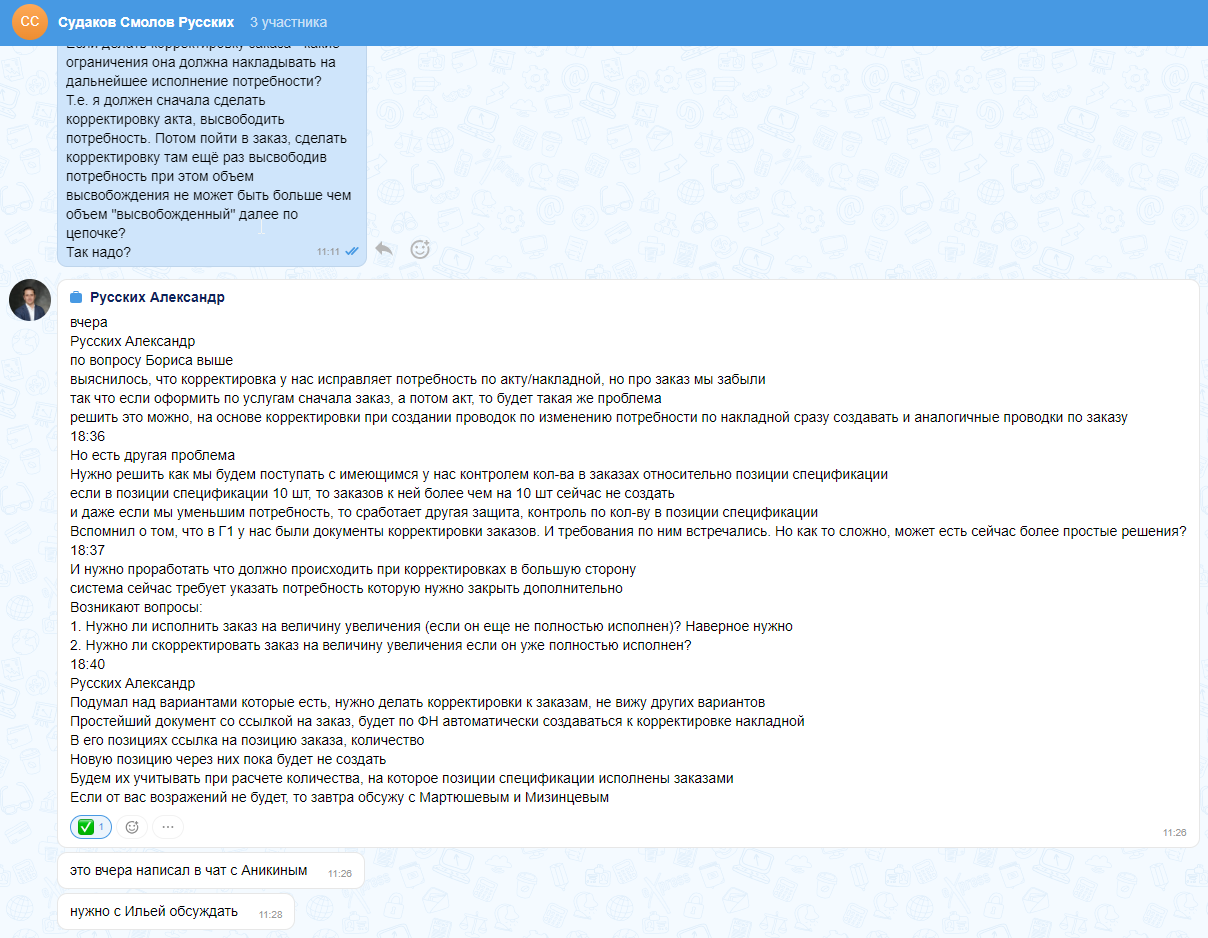 СС
Судаков Смолов Русских 3 участника
Если делать корректировку заказа - какие
ограничения она должна накладывать на
дальнейшее исполнение потребности?
Т.е. я должен сначала сделать
корректировку акта, высвободить
потребность. Потом пойти в заказ, сделать
корректировку там ещё раз высвободив
потребность при этом объем
высвобождения не может быть больше чем
объем "высвобожденный" далее по
цепочке?
Так надо? 11:11
Русских Александр
вчера
Русских Александр
по вопросу Бориса выше
выяснилось, что корректировка у нас исправляет потребность по акту/накладной, но про заказ мы забыли
так что если оформить по услугам сначала заказ, а потом акт, то будет такая же проблема
решить это можно, на основе корректировки при создании проводок по изменению потребности по накладной сразу создавать и аналогичные проводки по заказу
18:36
Но есть другая проблема
Нужно решить как мы будем поступать с имеющимся у нас контролем кол-ва в заказах относительно позиции спецификации
если в позиции спецификации 10 шт, то заказов к ней более чем на 10 шт сейчас не создать
и даже если мы уменьшим потребность, то сработает другая защита, контроль по кол-ву в позиции спецификации
Вспомнил о том, что в Г1 у нас были документы корректировки заказов. И требования по ним встречались. Но как то сложно, может есть сейчас более простые решения?
18:37
И нужно проработать что должно происходить при корректировках в большую сторону
система сейчас требует указать потребность которую нужно закрыть дополнительно
Возникают вопросы:
1. Нужно ли исполнить заказ на величину увеличения (если он еще не полностью исполнен)? Наверное нужно
2. Нужно ли скорректировать заказ на величину увеличения если он уже полностью исполнен?
18:40
Русских Александр
Подумал над вариантами которые есть, нужно делать корректировки к заказам, не вижу других вариантов
Простейший документ со ссылкой на заказ, будет по ФН автоматически создаваться к корректировке накладной
В его позициях ссылка на позицию заказа, количество
Новую позицию через них пока будет не создать
Будем их учитывать при расчете количества, на которое позиции спецификации исполнены заказами
Если от вас возражений не будет, то завтра обсужу с Мартюшевым и Мизинцевым
1
11:26
это вчера написал в чат с Аникиным 11:26
нужно с Ильей обсуждать 11:28